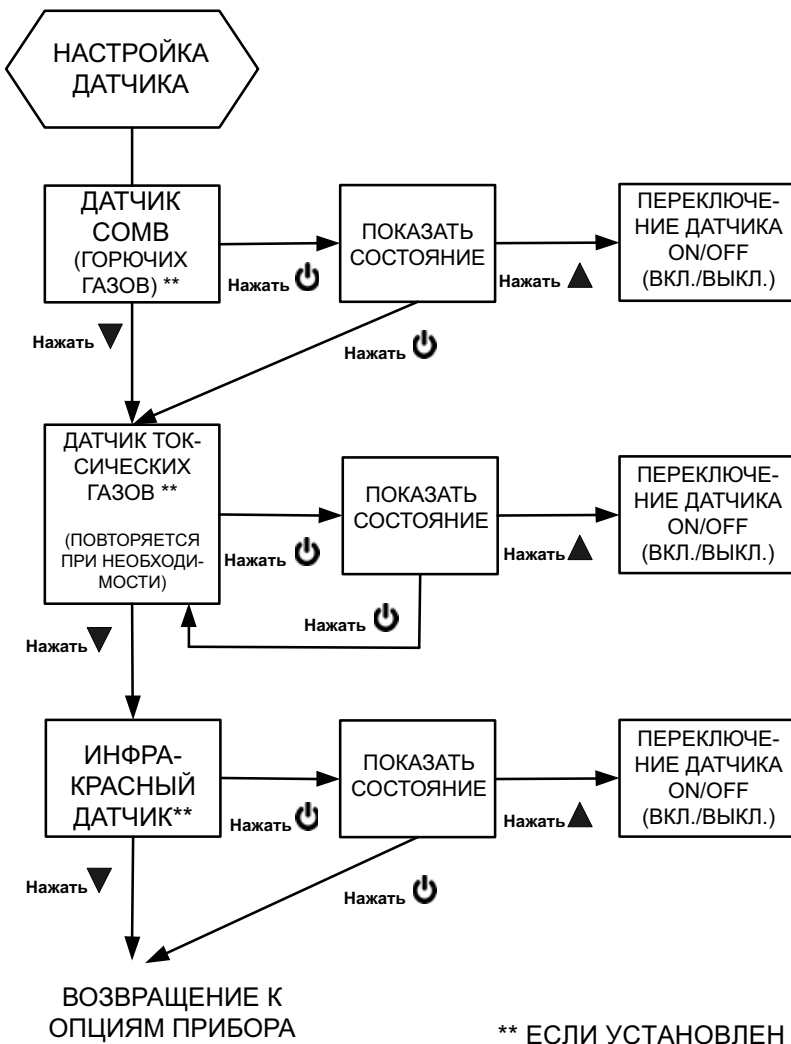 НАСТРОЙКА
ДАТЧИКА
ДАТЧИК
COMB
(ГОРЮЧИХ
ГАЗОВ) **
Нажать
ПОКАЗАТЬ
СОСТОЯНИЕ
Нажать
ПЕРЕКЛЮЧЕ-
НИЕ ДАТЧИКА
ON/OFF
(ВКЛ./ВЫКЛ.)
Нажать
Нажать
ДАТЧИК ТОК-
СИЧЕСКИХ
ГАЗОВ **
(ПОВТОРЯЕТСЯ
ПРИ НЕОБХОДИ-
МОСТИ)
Нажать
ПОКАЗАТЬ
СОСТОЯНИЕ
Нажать
ПЕРЕКЛЮЧЕ-
НИЕ ДАТЧИКА
ON/OFF
(ВКЛ./ВЫКЛ.)
Нажать
Нажать
ИНФРА-
КРАСНЫЙ
ДАТЧИК**
Нажать
ПОКАЗАТЬ
СОСТОЯНИЕ
Нажать
ПЕРЕКЛЮЧЕ-
НИЕ ДАТЧИКА
ON/OFF
(ВКЛ./ВЫКЛ.)
Нажать
Нажать
ВОЗВРАЩЕНИЕ К
ОПЦИЯМ ПРИБОРА
** ЕСЛИ УСТАНОВЛЕН